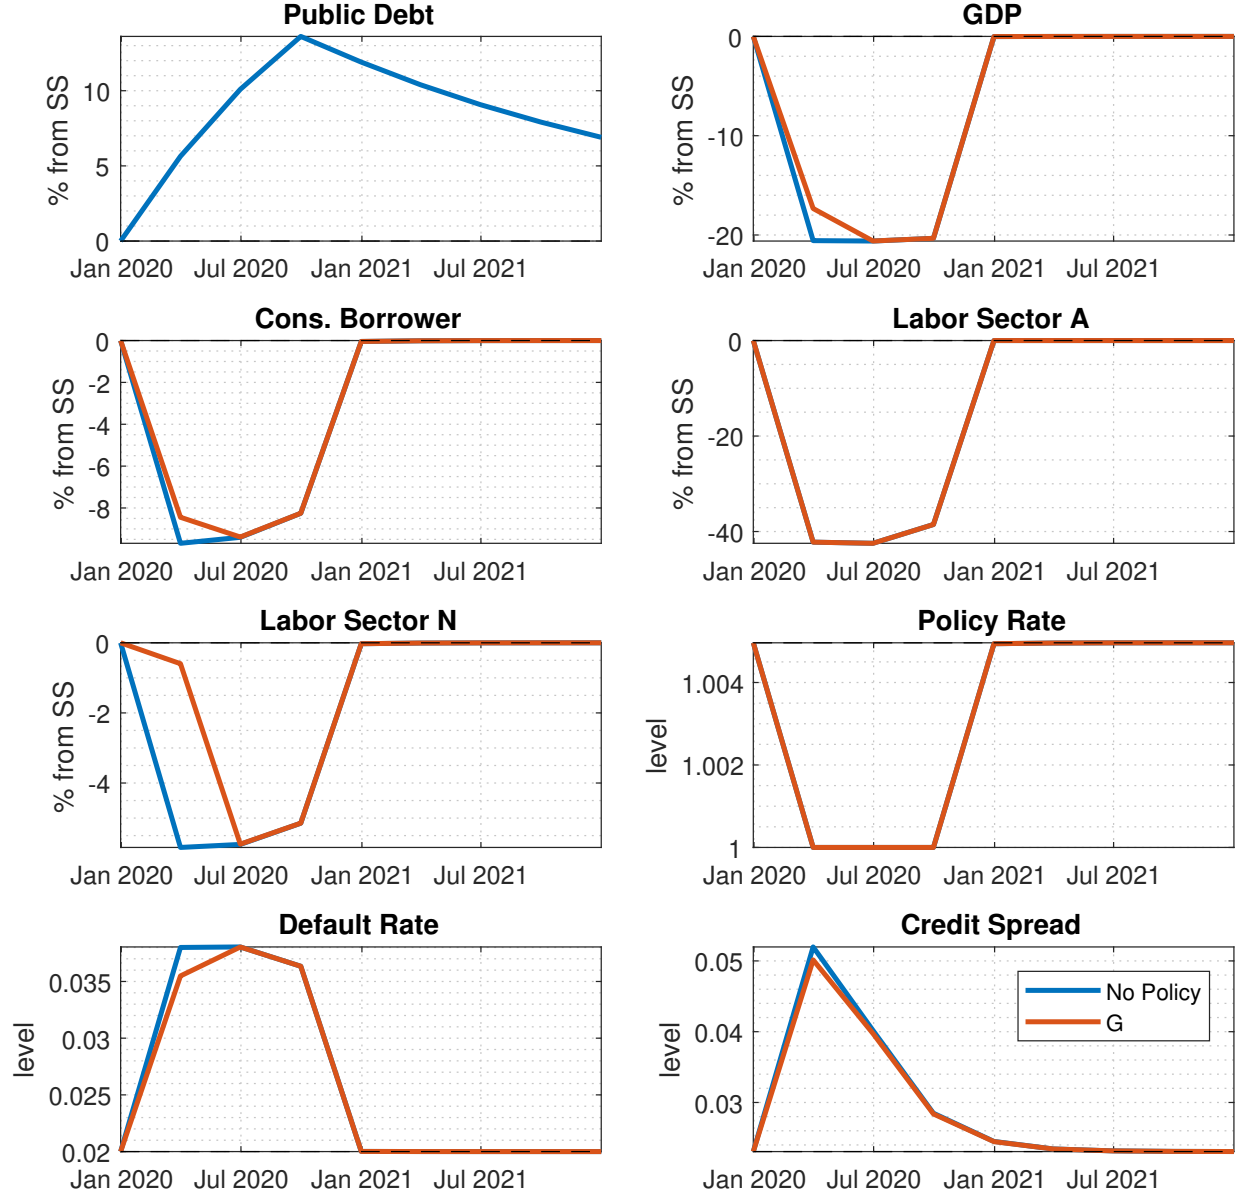 Public Debt
% from SS
10
5
0
Jan 2020 Jul 2020 Jan 2021 Jul 2021
GDP
% from SS
0
-10
-20
Jan 2020 Jul 2020 Jan 2021 Jul 2021
Cons. Borrower
% from SS
0
-2
-4
-6
-8
Jan 2020 Jul 2020 Jan 2021 Jul 2021
Labor Sector A
% from SS
0
-20
-40
Jan 2020 Jul 2020 Jan 2021 Jul 2021
Labor Sector N
% from SS
0
-2
-4
Jan 2020 Jul 2020 Jan 2021 Jul 2021
Policy Rate
level
1.004
1.002
1
Jan 2020 Jul 2020 Jan 2021 Jul 2021
Default Rate
level
0.035
0.03
0.025
0.02
Jan 2020 Jul 2020 Jan 2021 Jul 2021
Credit Spread
level
0.05
0.04
0.03
No Policy
G
Jan 2020 Jul 2020 Jan 2021 Jul 2021